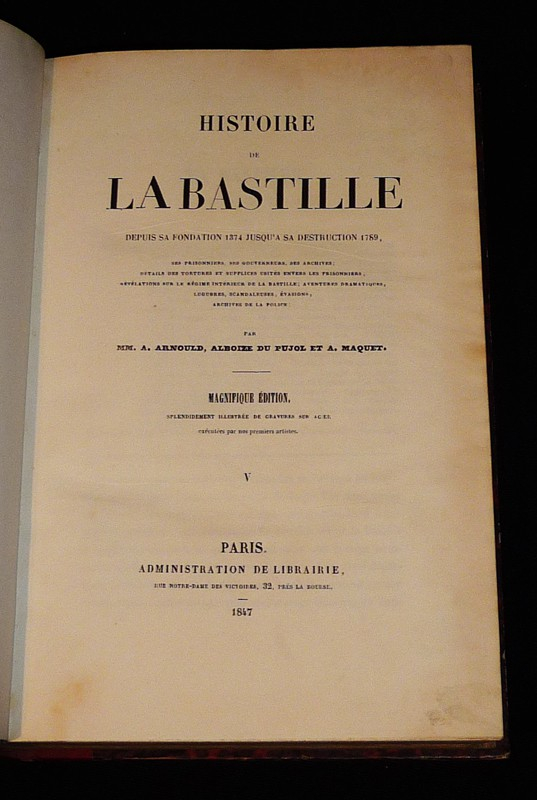 HISTOIRE
DE
LA BASTILLE
DEPUIS SA FONDATION 1374 JUSQU'A SA DESTRUCTION 1789,
SES PRISONNIERS, SES GOUVERNEURS, SES ARCHIVES;
DÉTAILS DES TORTURES ET SUPPLICES USITÉS ENVERS LES PRISONNIERS,
RÉVÉLATIONS SUR LE RÉGIME INTÉRIEUR DE LA BASTILLE; AVENTURES DRAMATIQUES,
LUGUBRES, SCANDALEUSES; ÉVASIONS,
ARCHIVES DE LA POLICE
PAR
MM. A. ARNOULD, ALBOIZE DU PUJOL ET A. MAQUET.
MAGNIFIQUE ÉDITION,
SPLENDIDEMENT ILLUSTRÉE DE GRAVURES SUR ACIER
exécutées par nos premiers artistes.
V
PARIS.
ADMINISTRATION DE LIBRAIRIE,
RUE NOTRE-DAME DES VICTOIRES, 32, PRÈS LA BOURSE.
1847